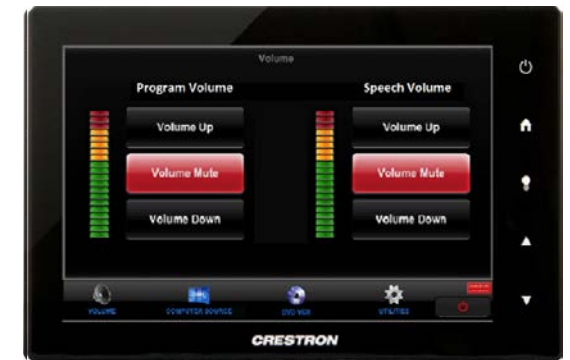 Volume
Program Volume
Speech Volume
Volume Up
Volume Up
Volume Mute
Volume Mute
Volume Down
Volume Down
VOLUME
COMPUTER SOURCE
DVD VCR
UTILITIES
CRESTRON